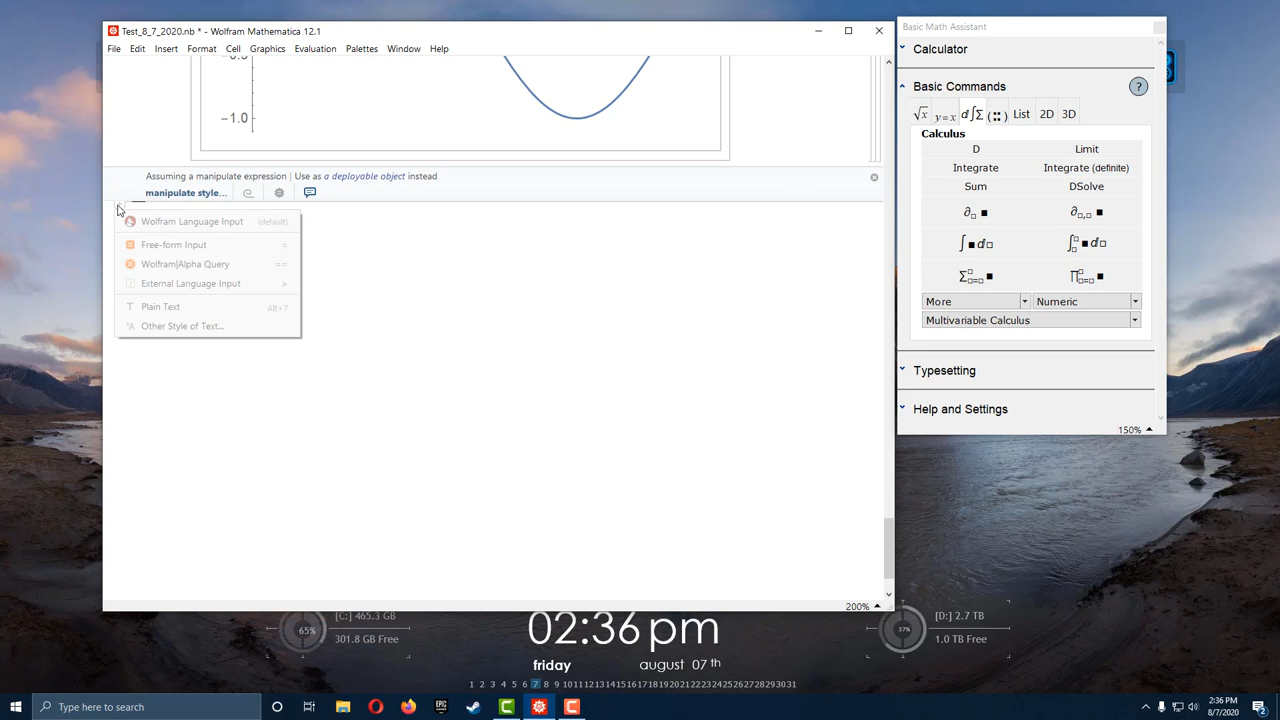 Test_8_7_2020.nb * - Wolfram Mathematica 12.1
File Edit Insert Format Cell Graphics Evaluation Palettes Window Help
-1.0
Assuming a manipulate expression | Use as a deployable object instead
manipulate style...
Wolfram Language Input (default)
Free-form Input =
Wolfram|Alpha Query ==
External Language Input >
Plain Text Alt+7
Other Style of Text...
200%
Basic Math Assistant
Calculator
Basic Commands ?
√x y=x d∫Σ (::) List 2D 3D
Calculus
D Limit
Integrate Integrate (definite)
Sum DSolve
∂□ ■ ∂□,□ ■
∫■ d□ ∫□□■ d□
Σ□□=□■ ∏□□=□■
More Numeric
Multivariable Calculus
Typesetting
Help and Settings
150%
65%
[C:] 465.3 GB
301.8 GB Free
02:36 pm
friday august 07 th
1 2 3 4 5 6 7 8 9 10 11 12 13 14 15 16 17 18 19 20 21 22 23 24 25 26 27 28 29 30 31
37%
[D:] 2.7 TB
1.0 TB Free
Type here to search
EPIC
2:36 PM
8/7/2020
2